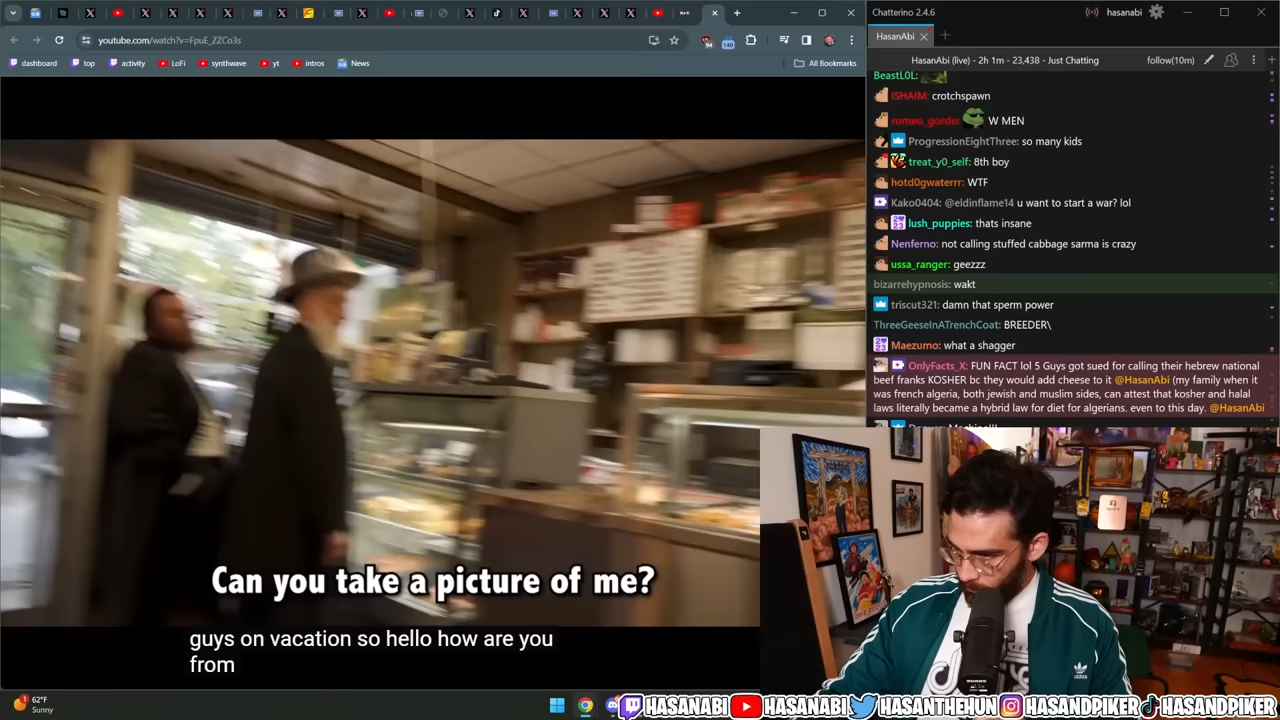 Chatterino 2.4.6
hasanabi
youtube.com/watch?v=FpuE_ZZCo3s
94
140
HasanAbi
dashboard
top
activity
LoFi
synthwave
yt
intros
News
All Bookmarks
HasanAbi (live) - 2h 1m - 23,438 - Just Chatting
follow(10m)
BeastL0L:
ISHAIM: crotchspawn
romeo_gordo: W MEN
ProgressionEightThree: so many kids
treat_y0_self: 8th boy
hotd0gwaterrr: WTF
Kako0404: @eldinflame14 u want to start a war? lol
lush_puppies: thats insane
Nenferno: not calling stuffed cabbage sarma is crazy
ussa_ranger: geezzz
bizarrehypnosis: wakt
triscut321: damn that sperm power
ThreeGeeseInATrenchCoat: BREEDER\
Maezumo: what a shagger
OnlyFacts_X: FUN FACT lol 5 Guys got sued for calling their hebrew national
beef franks KOSHER bc they would add cheese to it @HasanAbi (my family when it
was french algeria, both jewish and muslim sides, can attest that kosher and halal
laws literally became a hybrid law for diet for algerians. even to this day. @HasanAbi
Can you take a picture of me?
guys on vacation so hello how are you
from
adidas
62°F
Sunny
HASANABI
HASANABI
HASANTHEHUN
HASANDPIKER
HASANDPIKER